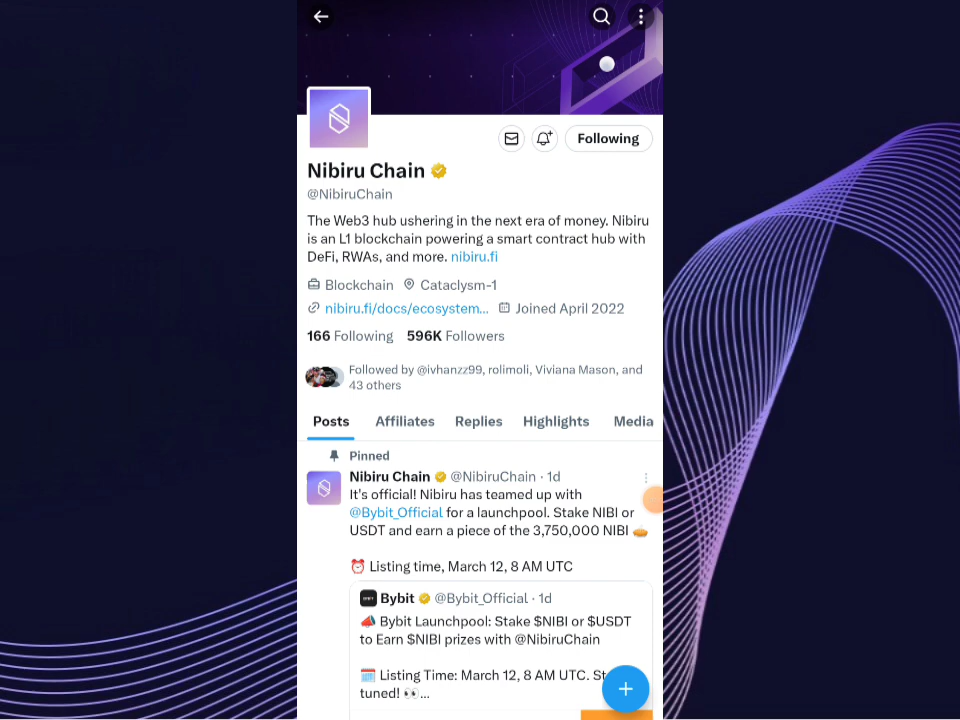 Following
Nibiru Chain
@NibiruChain
The Web3 hub ushering in the next era of money. Nibiru
is an L1 blockchain powering a smart contract hub with
DeFi, RWAs, and more. nibiru.fi
Blockchain Cataclysm-1
nibiru.fi/docs/ecosystem... Joined April 2022
166 Following 596K Followers
Followed by @ivhanzz99, rolimoli, Viviana Mason, and
43 others
Posts Affiliates Replies Highlights Media
Pinned
Nibiru Chain @NibiruChain · 1d
It's official! Nibiru has teamed up with
@Bybit_Official for a launchpool. Stake NIBI or
USDT and earn a piece of the 3,750,000 NIBI 🥧
⏰ Listing time, March 12, 8 AM UTC
Bybit @Bybit_Official · 1d
📣 Bybit Launchpool: Stake $NIBI or $USDT
to Earn $NIBI prizes with @NibiruChain
🗓️ Listing Time: March 12, 8 AM UTC. St
tuned! 👀...